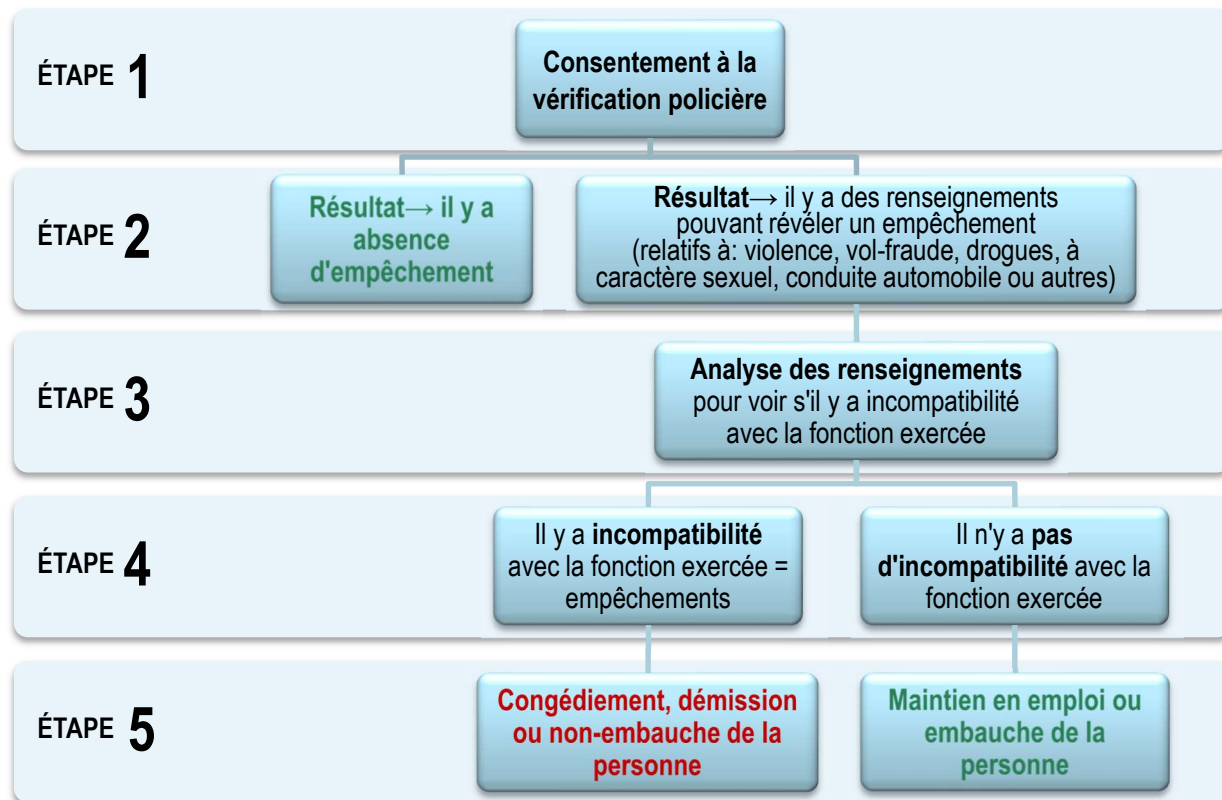 ÉTAPE 1
Consentement à la
vérification policière
ÉTAPE 2
Résultat→ il y a
absence
d'empêchement
Résultat→ il y a des renseignements
pouvant révéler un empêchement
(relatifs à: violence, vol-fraude, drogues, à
caractère sexuel, conduite automobile ou autres)
ÉTAPE 3
Analyse des renseignements
pour voir s'il y a incompatibilité
avec la fonction exercée
ÉTAPE 4
Il y a incompatibilité
avec la fonction exercée =
empêchements
Il n'y a pas
d'incompatibilité avec la
fonction exercée
ÉTAPE 5
Congédiement, démission
ou non-embauche de la
personne
Maintien en emploi ou
embauche de la
personne